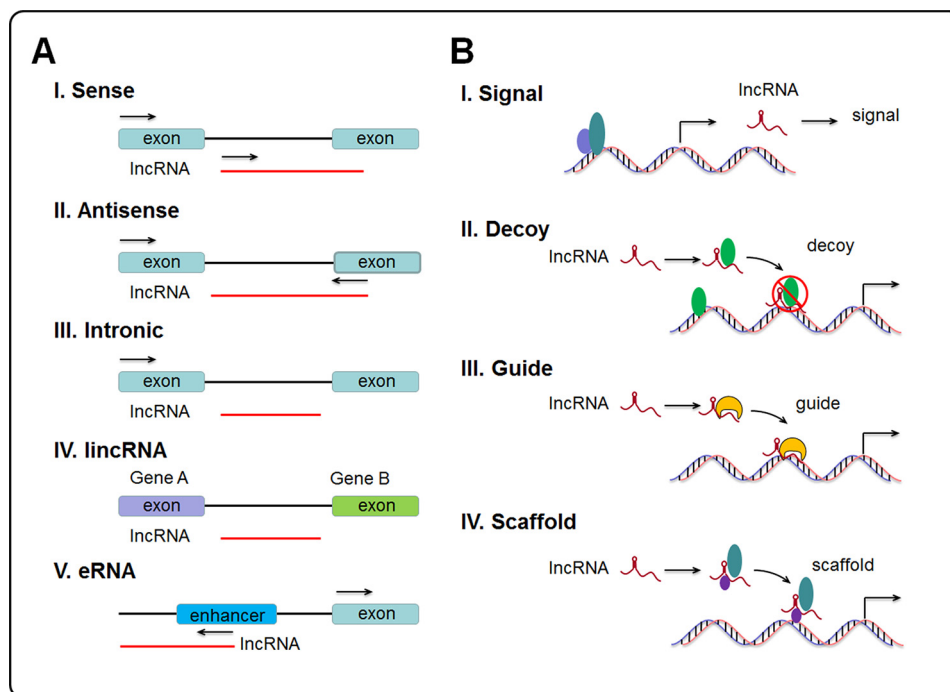 A
I. Sense
exon exon
lncRNA
II. Antisense
exon exon
lncRNA
III. Intronic
exon exon
lncRNA
IV. lincRNA
Gene A Gene B
exon exon
lncRNA
V. eRNA
enhancer exon
lncRNA
B
I. Signal
lncRNA
signal
II. Decoy
lncRNA
decoy
III. Guide
lncRNA
guide
IV. Scaffold
lncRNA
scaffold